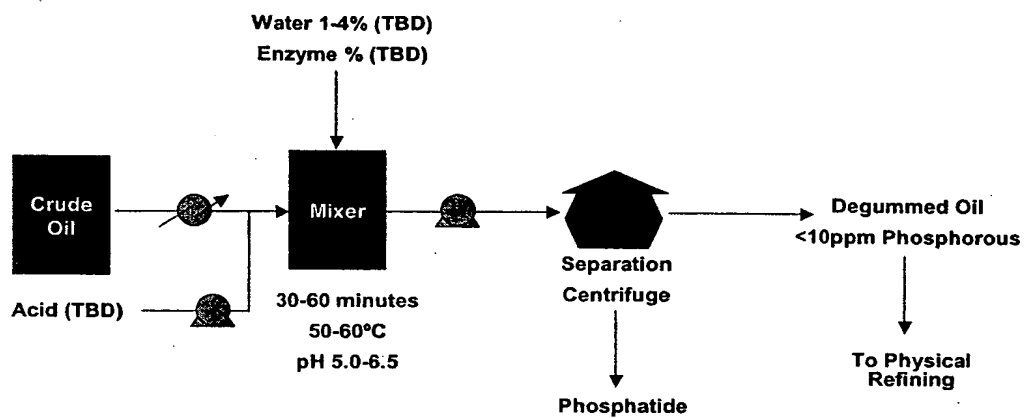 Water 1-4% (TBD)
Enzyme % (TBD)
Crude
Oil
Mixer
Acid (TBD)
30-60 minutes
50-60°C
pH 5.0-6.5
Separation
Centrifuge
Phosphatide
Degummed Oil
<10ppm Phosphorous
To Physical
Refining